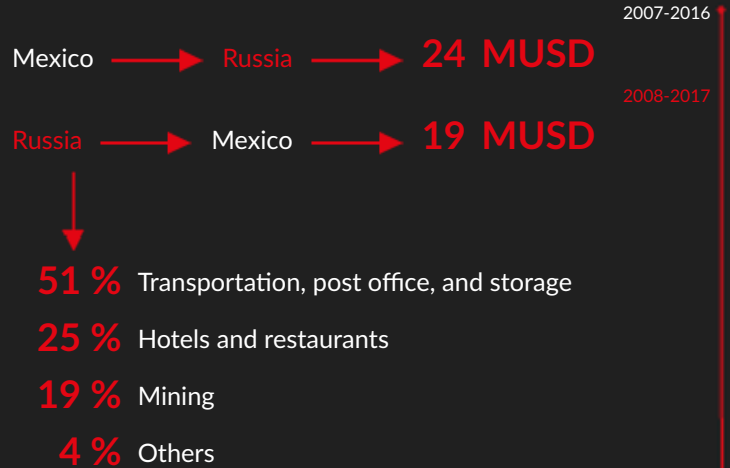 2007-2016
Mexico Russia 24 MUSD
2008-2017
Russia Mexico 19 MUSD
51 % Transportation, post office, and storage
25 % Hotels and restaurants
19 % Mining
4 % Others